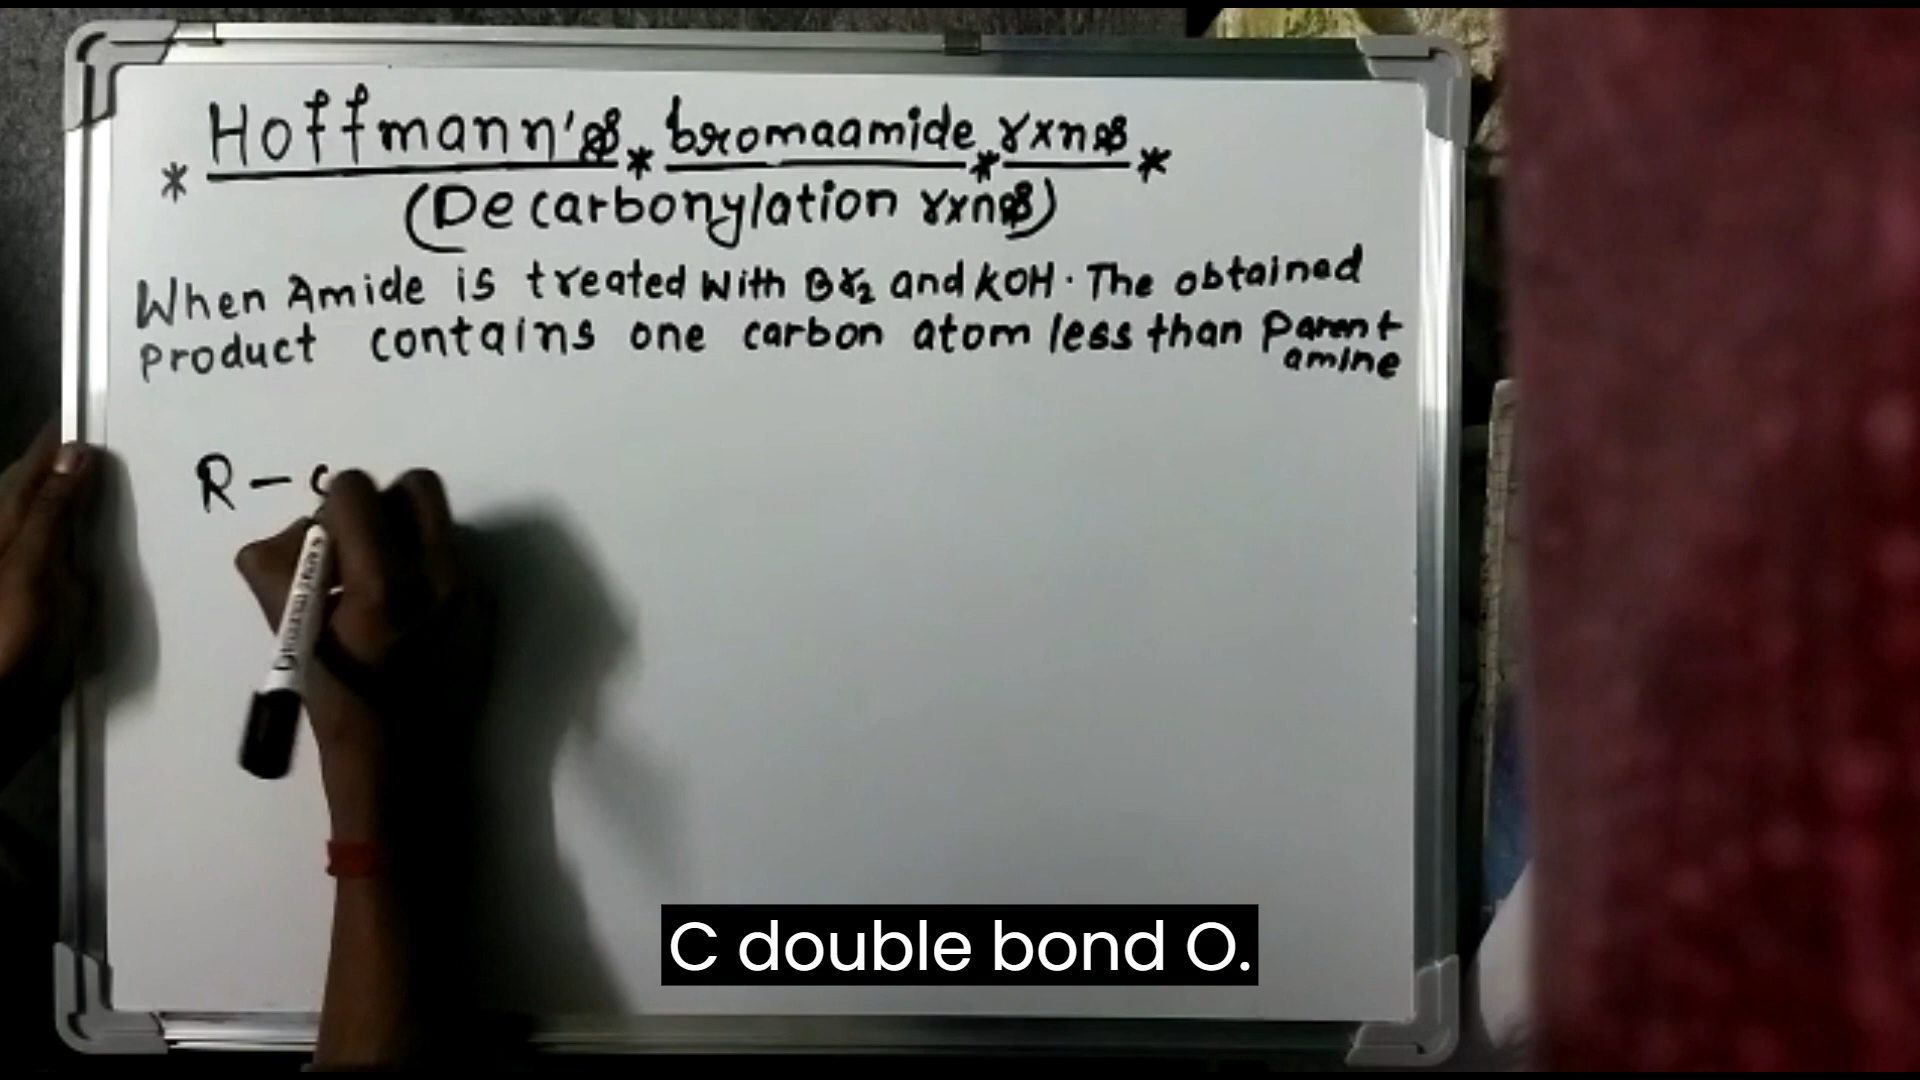 Hoffmann's bromaamide rxns
(Decarbonylation rxns)
When Amide is treated with Br2 and KOH. The obtained
product contains one carbon atom less than Parent
amine
R - C
C double bond O.